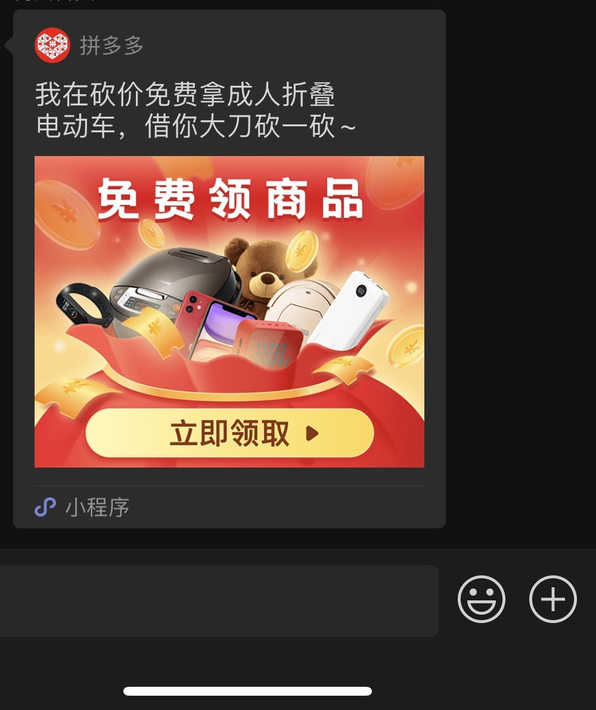 拼多多
我在砍价免费拿成人折叠
电动车，借你大刀砍一砍~
免费领商品
立即领取
小程序